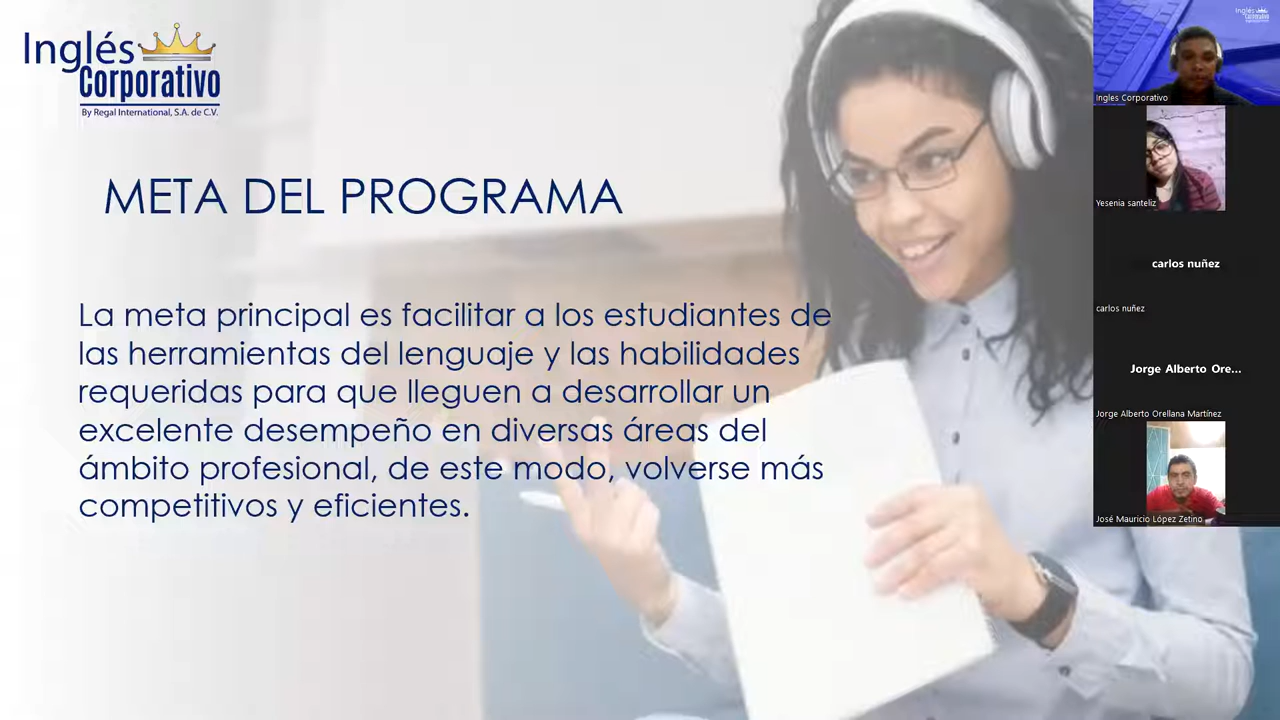 Inglés
Corporativo
By Regal International, S.A. de C.V.
META DEL PROGRAMA
La meta principal es facilitar a los estudiantes de
las herramientas del lenguaje y las habilidades
requeridas para que lleguen a desarrollar un
excelente desempeño en diversas áreas del
ámbito profesional, de este modo, volverse más
competitivos y eficientes.
Inglés
Corporativo
Ingles Corporativo
Yesenia santeliz
carlos nuñez
carlos nuñez
Jorge Alberto Ore...
Jorge Alberto Orellana Martínez
José Mauricio López Zetino